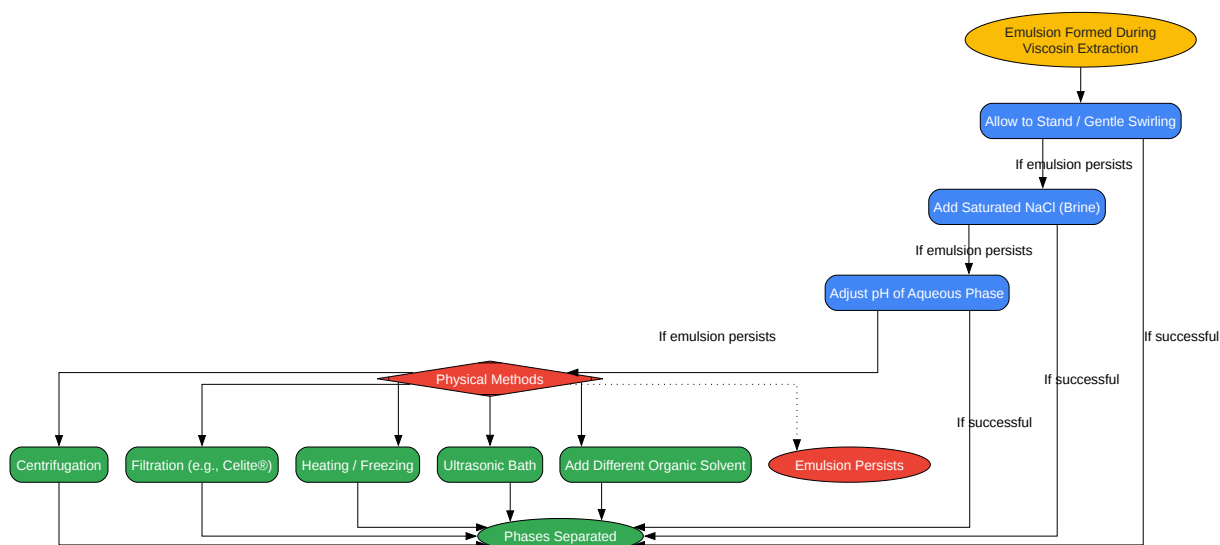 Emulsion Formed During
Viscosin Extraction
Allow to Stand / Gentle Swirling
If emulsion persists
Add Saturated NaCl (Brine)
If emulsion persists
Adjust pH of Aqueous Phase
If emulsion persists
If successful
Physical Methods
If successful
If successful
Centrifugation
Filtration (e.g., Celite®)
Heating / Freezing
Ultrasonic Bath
Add Different Organic Solvent
Emulsion Persists
Phases Separated